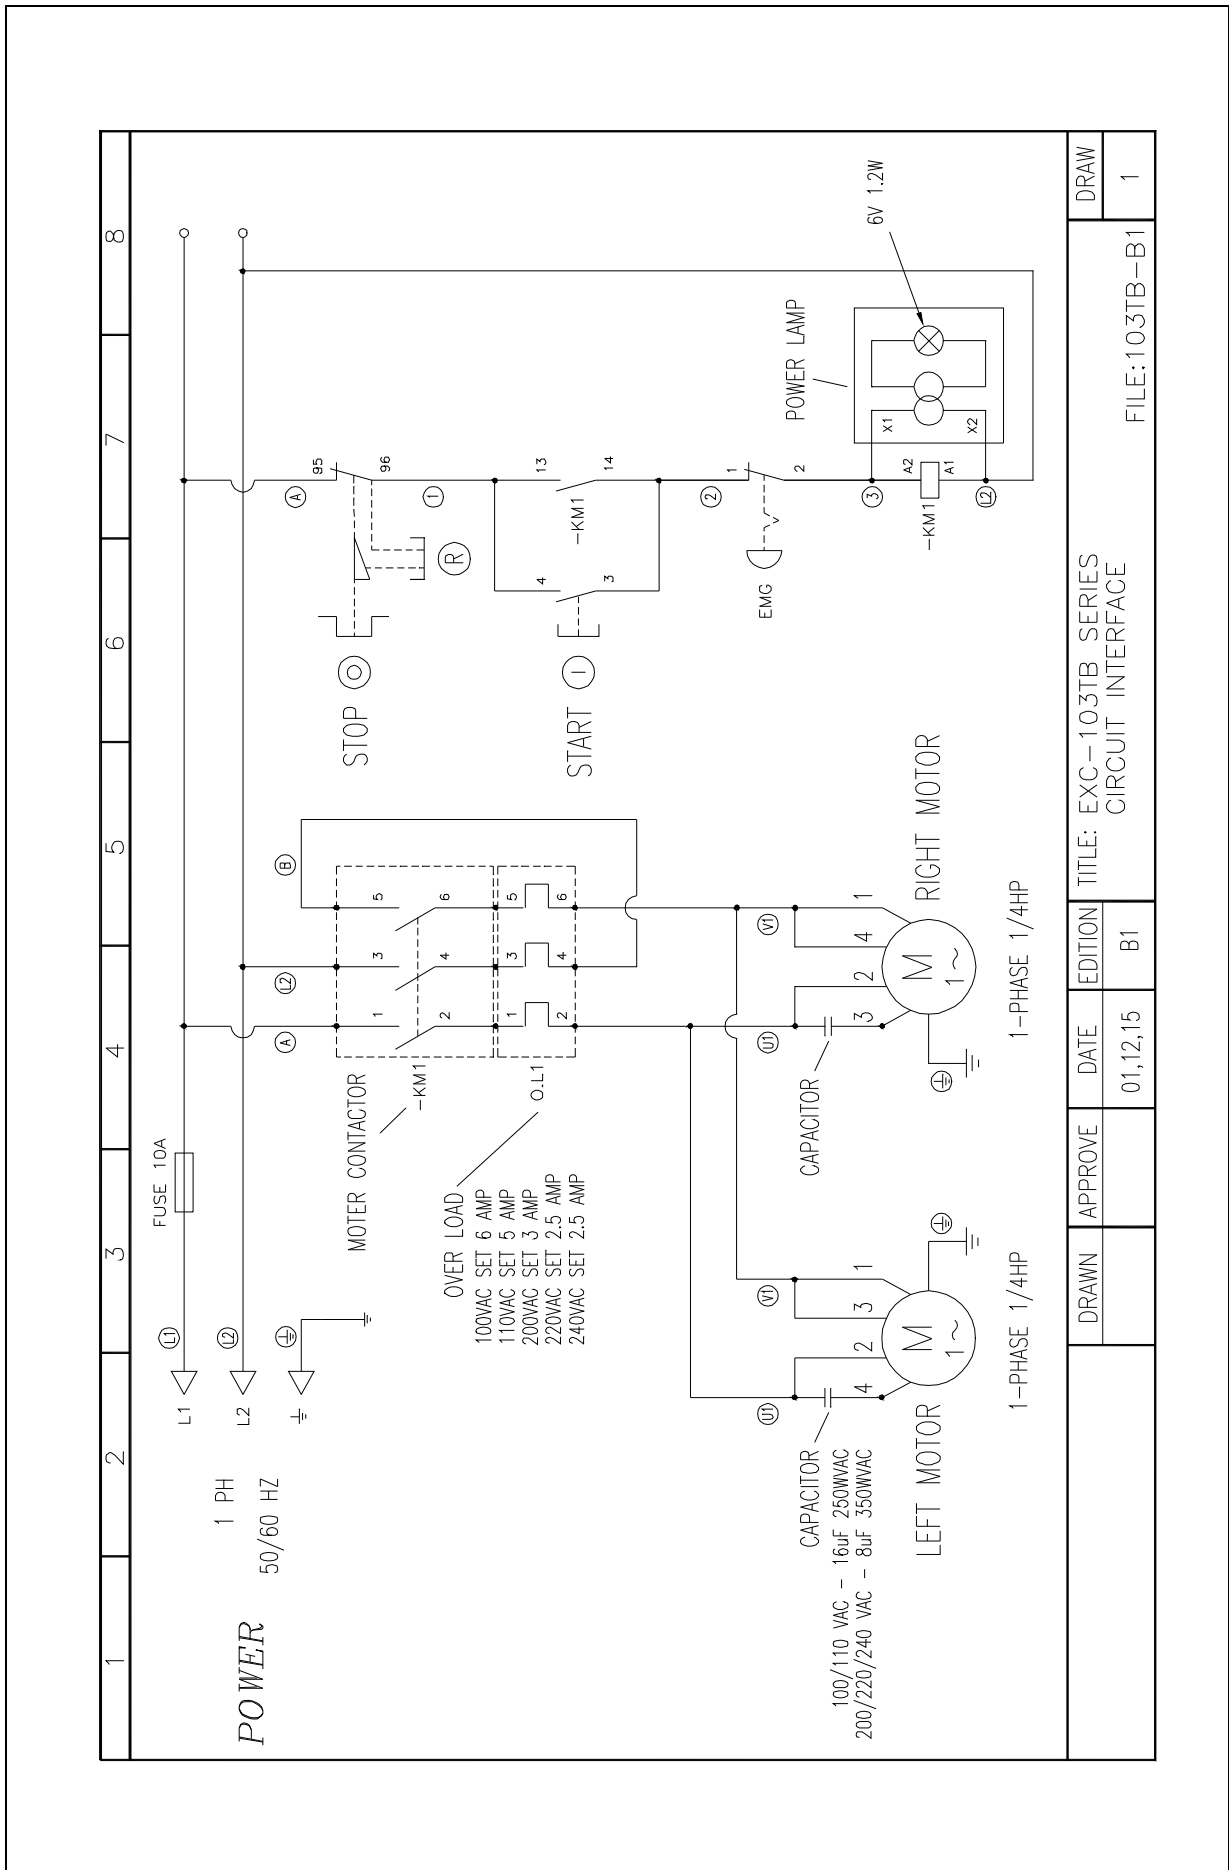 1 2 3 4 5 6 7 8
POWER
1 PH
50/60 HZ
L1
L2
L1
L2
FUSE 10A
MOTER CONTACTOR
-KM1
OVER LOAD
O.L1
100VAC SET 6 AMP
110VAC SET 5 AMP
200VAC SET 3 AMP
220VAC SET 2.5 AMP
240VAC SET 2.5 AMP
A
L2
B
1 3 5
2 4 6
1 3 5
2 4 6
STOP
R
A
95
96
1
START
I
4
3
13
14
-KM1
2
EMG
1
2
3
-KM1
A2
A1
L2
POWER LAMP
X1
X2
6V 1.2W
CAPACITOR
100/110 VAC - 16uF 250WVAC
200/220/240 VAC - 8uF 350WVAC
U1
V1
4 2 3 1
M
1~
LEFT MOTOR
1-PHASE 1/4HP
CAPACITOR
U1
V1
3 2 4 1
M
1~
RIGHT MOTOR
1-PHASE 1/4HP
DRAWN
APPROVE
DATE
01,12,15
EDITION
B1
TITLE: EXC-103TB SERIES
CIRCUIT INTERFACE
FILE:103TB-B1
DRAW
1